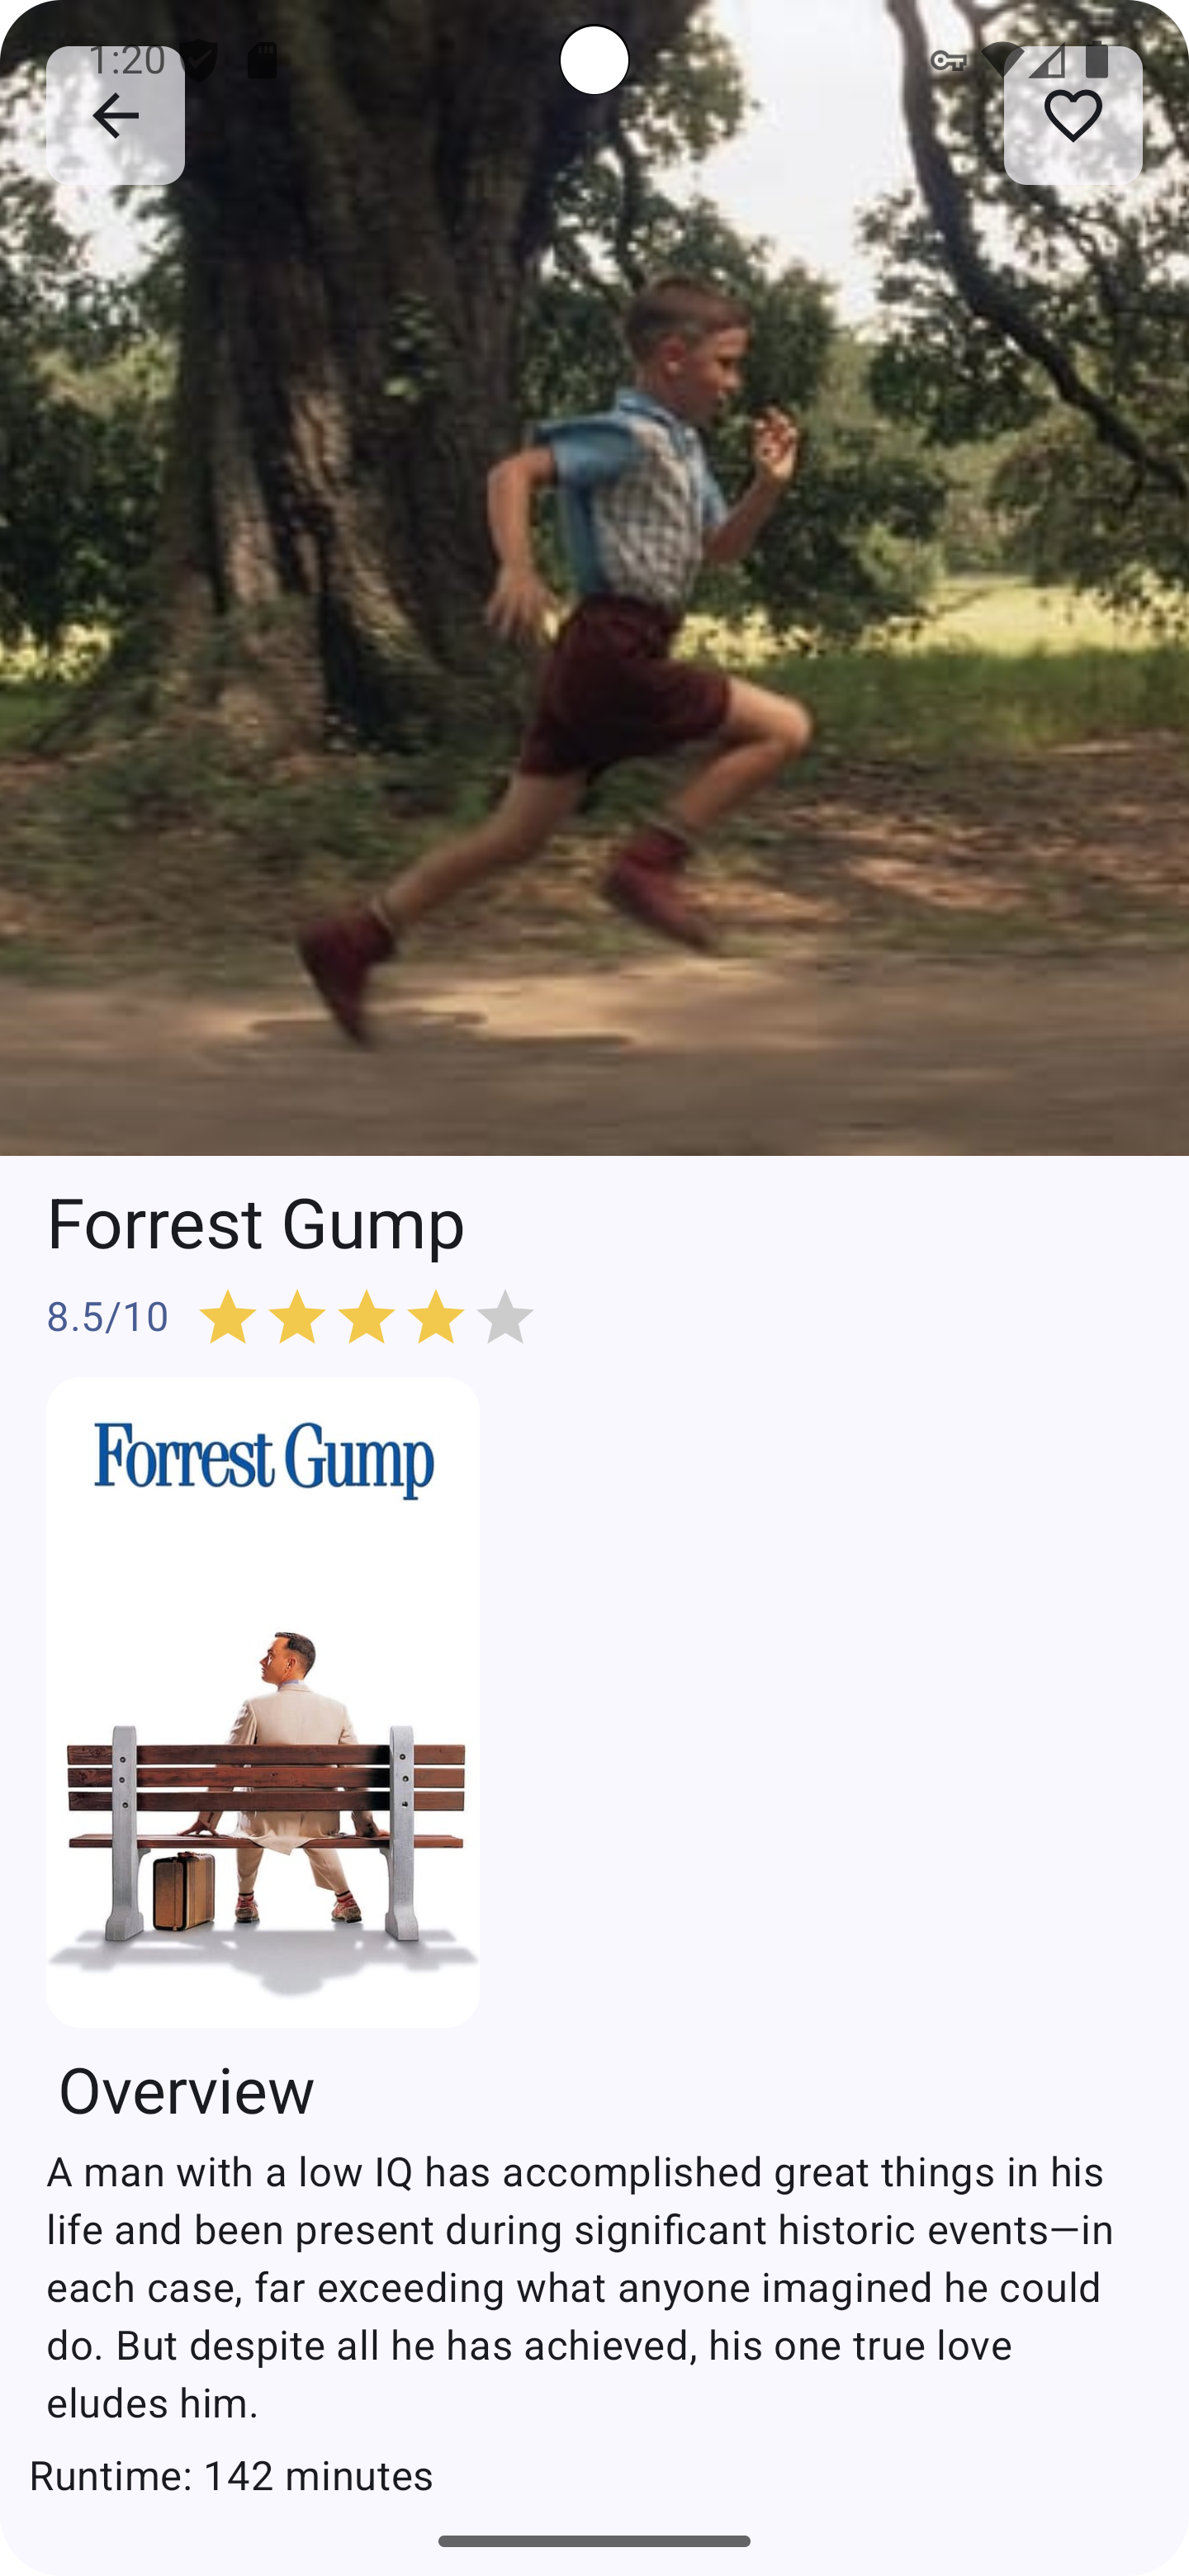 1:20
Forrest Gump
8.5/10
Forrest Gump
Overview
A man with a low IQ has accomplished great things in his
life and been present during significant historic events—in
each case, far exceeding what anyone imagined he could
do. But despite all he has achieved, his one true love
eludes him.
Runtime: 142 minutes